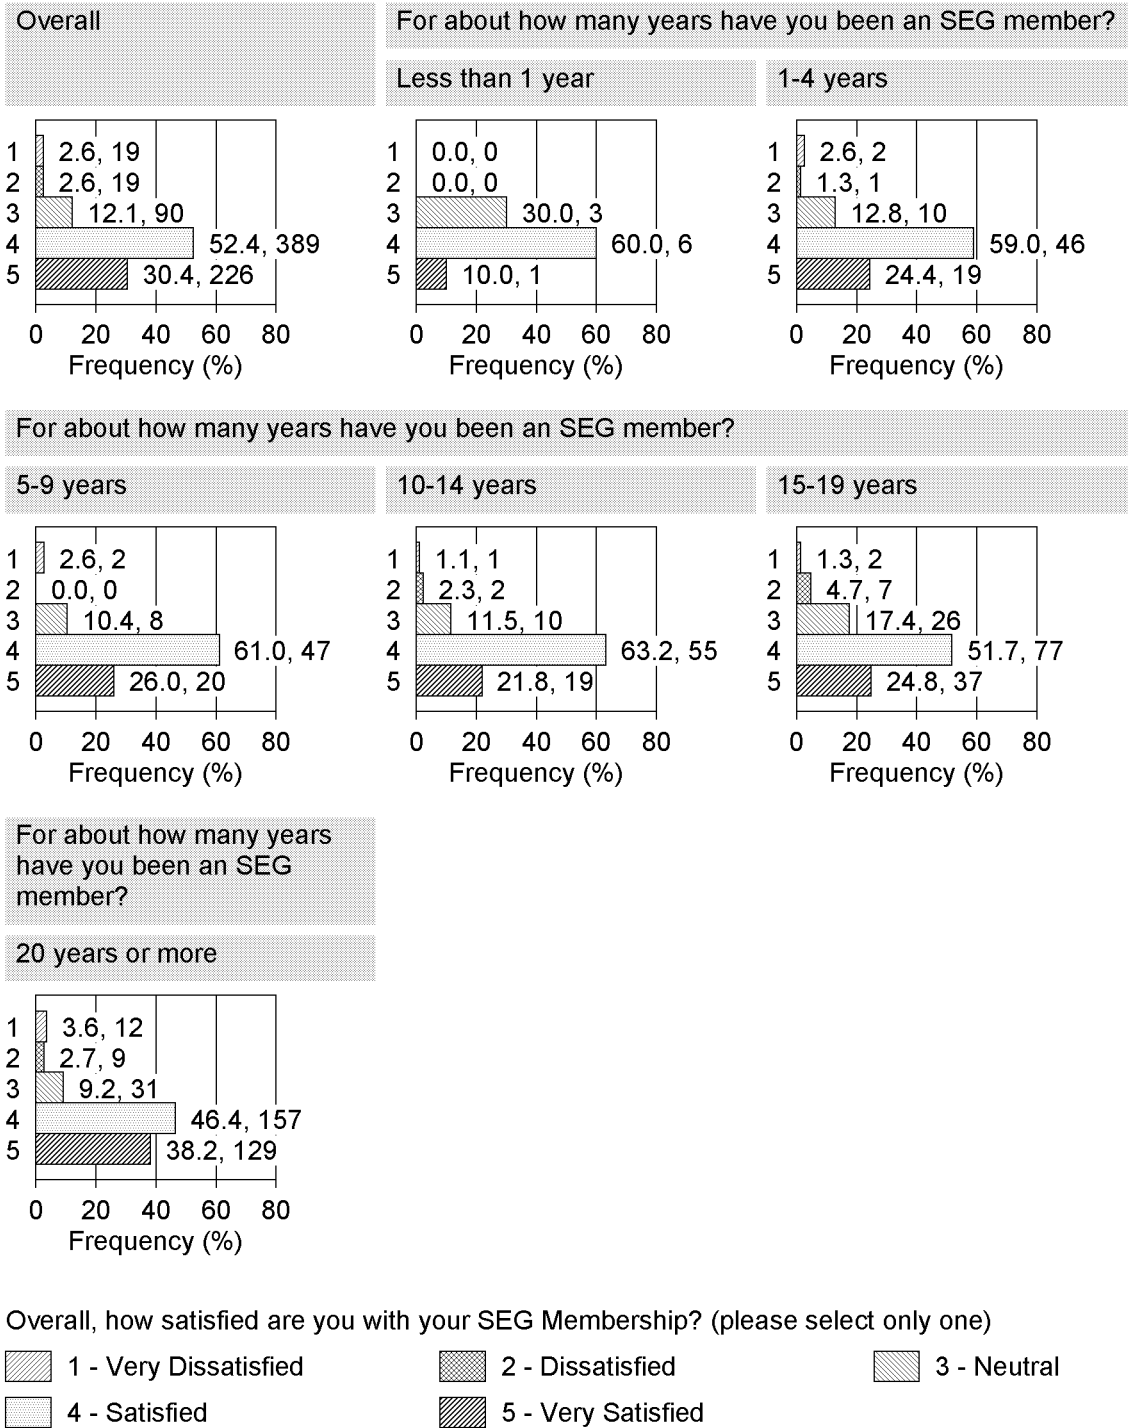 Overall
For about how many years have you been an SEG member?
Less than 1 year
1-4 years
1 2.6, 19
2 2.6, 19
3 12.1, 90
4 52.4, 389
5 30.4, 226
0 20 40 60 80
Frequency (%)
1 0.0, 0
2 0.0, 0
3 30.0, 3
4 60.0, 6
5 10.0, 1
0 20 40 60 80
Frequency (%)
1 2.6, 2
2 1.3, 1
3 12.8, 10
4 59.0, 46
5 24.4, 19
0 20 40 60 80
Frequency (%)
For about how many years have you been an SEG member?
5-9 years
10-14 years
15-19 years
1 2.6, 2
2 0.0, 0
3 10.4, 8
4 61.0, 47
5 26.0, 20
0 20 40 60 80
Frequency (%)
1 1.1, 1
2 2.3, 2
3 11.5, 10
4 63.2, 55
5 21.8, 19
0 20 40 60 80
Frequency (%)
1 1.3, 2
2 4.7, 7
3 17.4, 26
4 51.7, 77
5 24.8, 37
0 20 40 60 80
Frequency (%)
For about how many years
have you been an SEG
member?
20 years or more
1 3.6, 12
2 2.7, 9
3 9.2, 31
4 46.4, 157
5 38.2, 129
0 20 40 60 80
Frequency (%)
Overall, how satisfied are you with your SEG Membership? (please select only one)
1 - Very Dissatisfied 2 - Dissatisfied 3 - Neutral
4 - Satisfied 5 - Very Satisfied